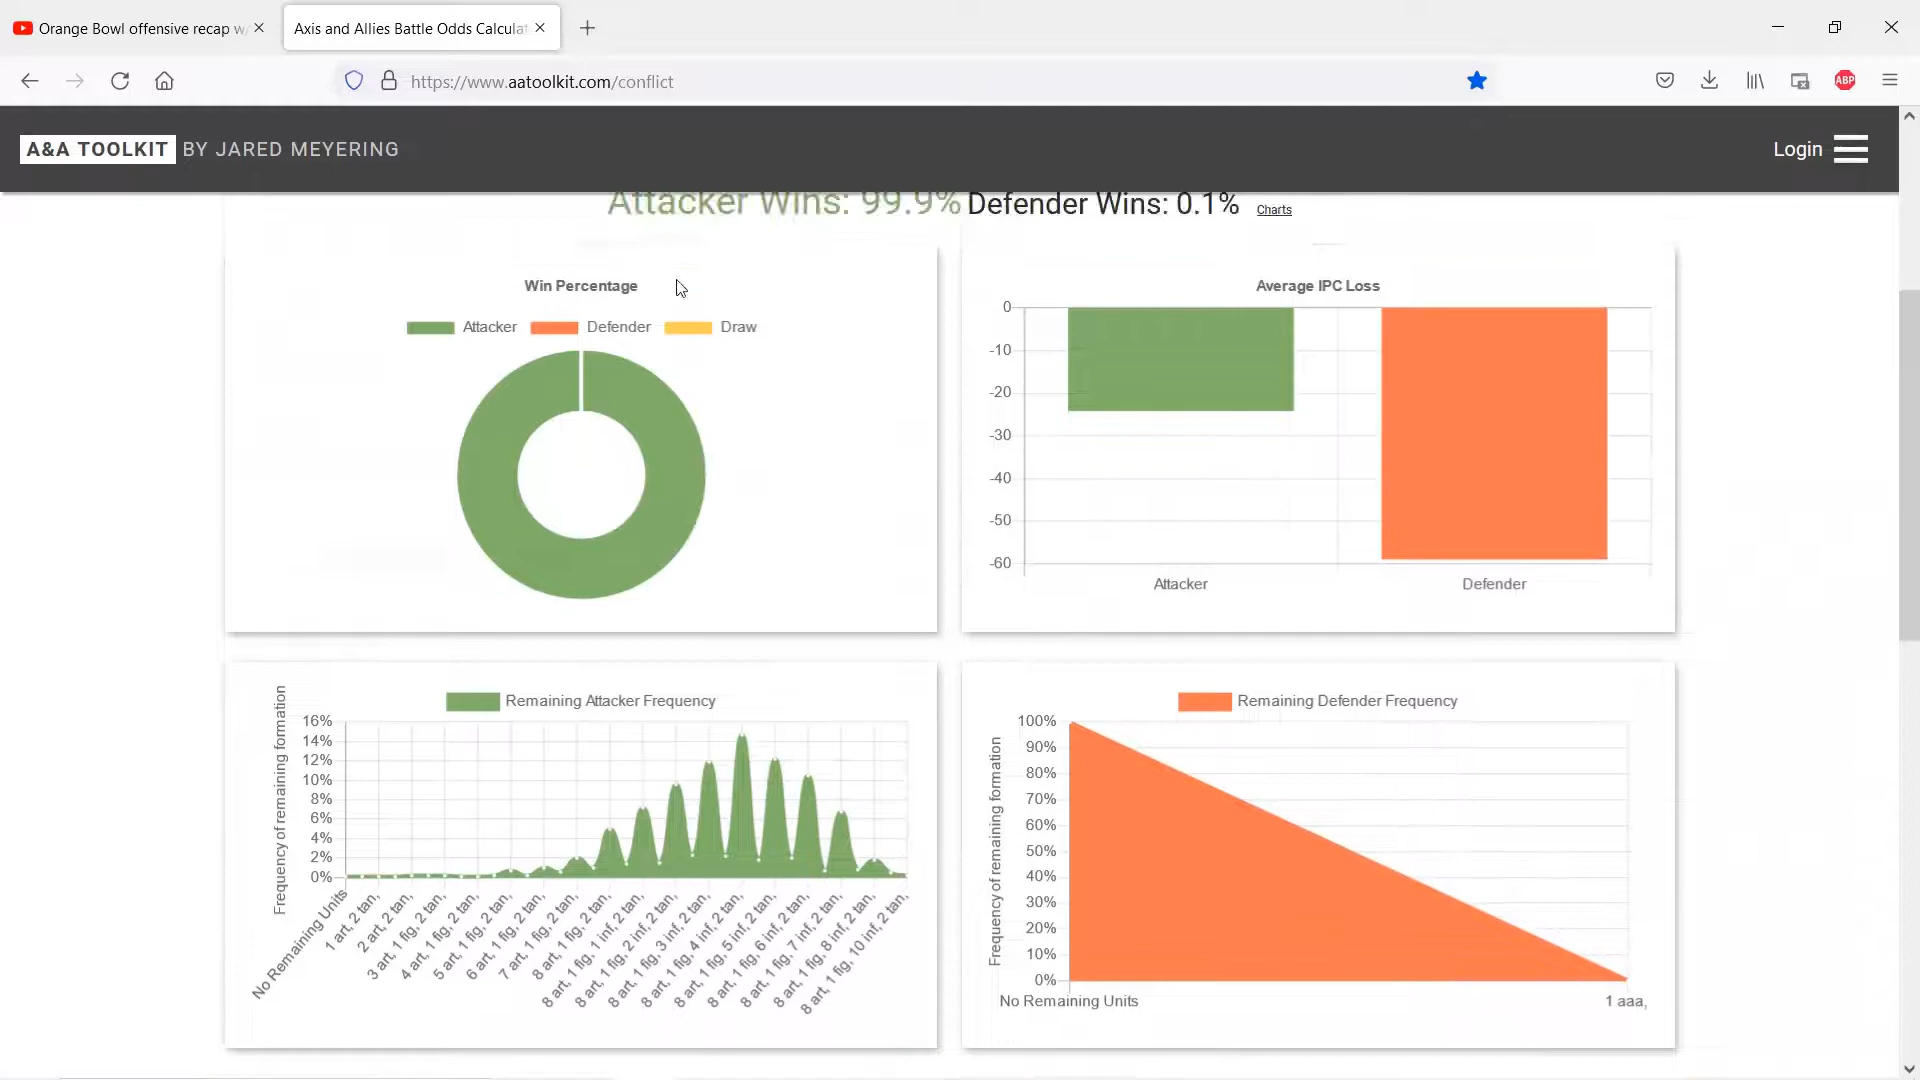 Orange Bowl offensive recap w
Axis and Allies Battle Odds Calculat
https://www.aatoolkit.com/conflict
ABP
A&A TOOLKIT BY JARED MEYERING
Login
Attacker Wins: 99.9% Defender Wins: 0.1% Charts
Win Percentage
Attacker Defender Draw
Average IPC Loss
0
-10
-20
-30
-40
-50
-60
Attacker Defender
Remaining Attacker Frequency
Frequency of remaining formation
16%
14%
12%
10%
8%
6%
4%
2%
0%
No Remaining Units
1 art, 2 tan,
2 art, 2 tan,
3 art, 1 fig, 2 tan,
4 art, 1 fig, 2 tan,
5 art, 1 fig, 2 tan,
6 art, 1 fig, 2 tan,
7 art, 1 fig, 2 tan,
8 art, 1 fig, 2 tan,
8 art, 1 fig, 1 inf, 2 tan,
8 art, 1 fig, 2 inf, 2 tan,
8 art, 1 fig, 3 inf, 2 tan,
8 art, 1 fig, 4 inf, 2 tan,
8 art, 1 fig, 5 inf, 2 tan,
8 art, 1 fig, 6 inf, 2 tan,
8 art, 1 fig, 7 inf, 2 tan,
8 art, 1 fig, 8 inf, 2 tan,
8 art, 1 fig, 10 inf, 2 tan,
Remaining Defender Frequency
Frequency of remaining formation
100%
90%
80%
70%
60%
50%
40%
30%
20%
10%
0%
No Remaining Units
1 aaa,